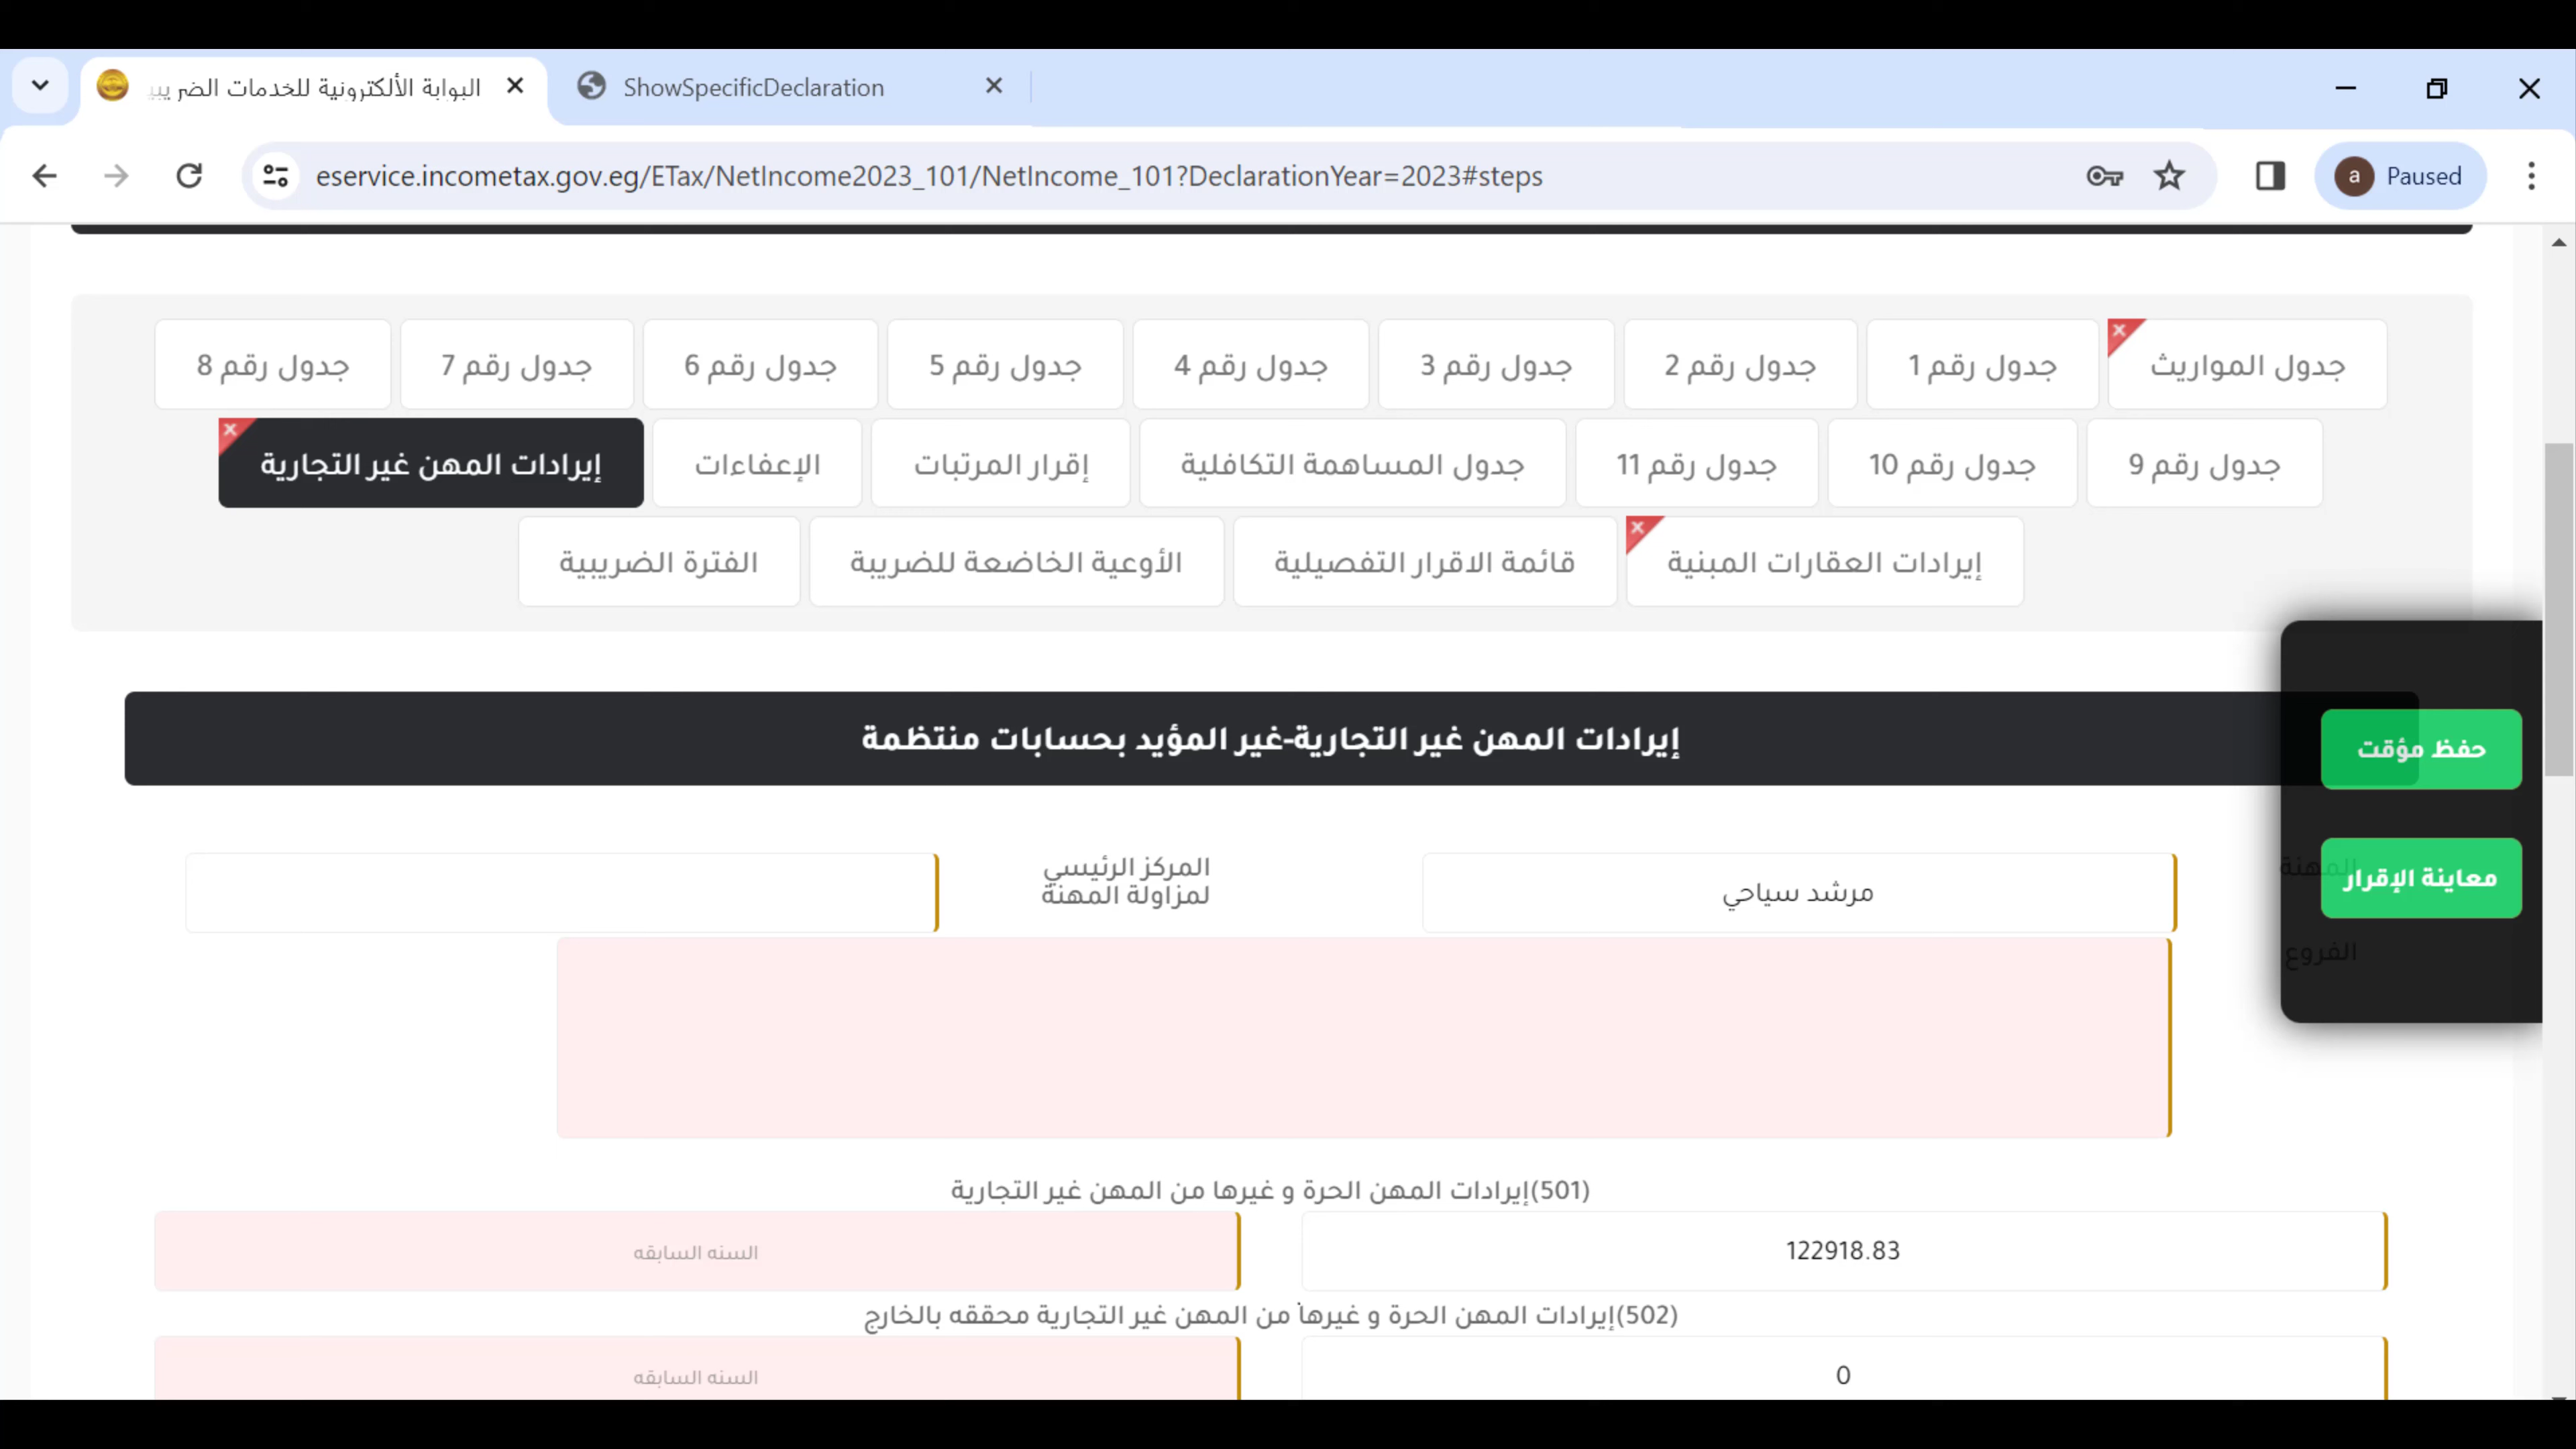 البوابة الألكترونية للخدمات الضريبي
ShowSpecificDeclaration
eservice.incometax.gov.eg/ETax/NetIncome2023_101/NetIncome_101?DeclarationYear=2023#steps
a Paused
جدول المواريث جدول رقم 1 جدول رقم 2 جدول رقم 3 جدول رقم 4 جدول رقم 5 جدول رقم 6 جدول رقم 7 جدول رقم 8
جدول رقم 9 جدول رقم 10 جدول رقم 11 جدول المساهمة التكافلية إقرار المرتبات الإعفاءات إيرادات المهن غير التجارية
إيرادات العقارات المبنية قائمة الاقرار التفصيلية الأوعية الخاضعة للضريبة الفترة الضريبية
إيرادات المهن غير التجارية-غير المؤيد بحسابات منتظمة
حفظ مؤقت
معاينة الإقرار
المهنة
مرشد سياحي
المركز الرئيسي
لمزاولة المهنة
الفروع
(501)إيرادات المهن الحرة و غيرها من المهن غير التجارية
122918.83
السنه السابقه
(502)إيرادات المهن الحرة و غيرها من المهن غير التجارية محققه بالخارج
0
السنه السابقه